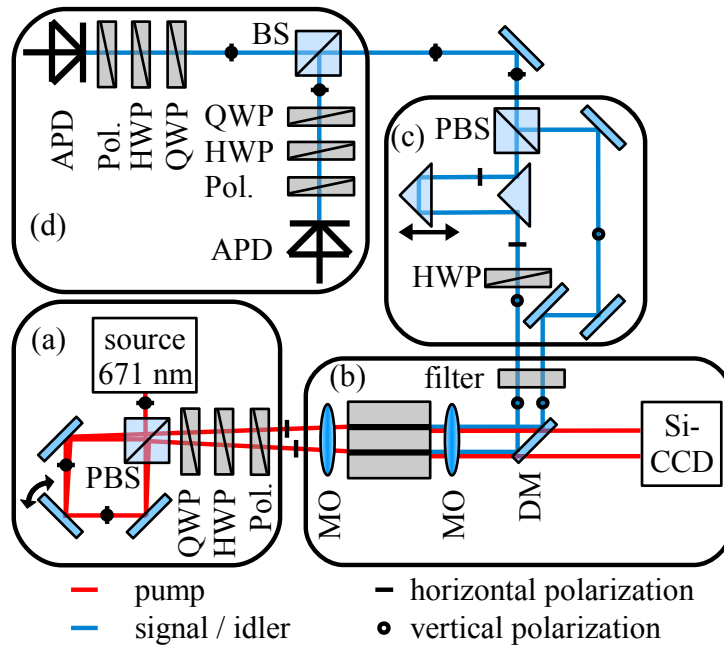 BS
APD
Pol.
HWP
QWP
QWP
HWP
Pol.
APD
(d)
PBS
(c)
HWP
(a)
source
671 nm
PBS
QWP
HWP
Pol.
(b)
filter
MO
MO
DM
Si-
CCD
pump
signal / idler
horizontal polarization
vertical polarization